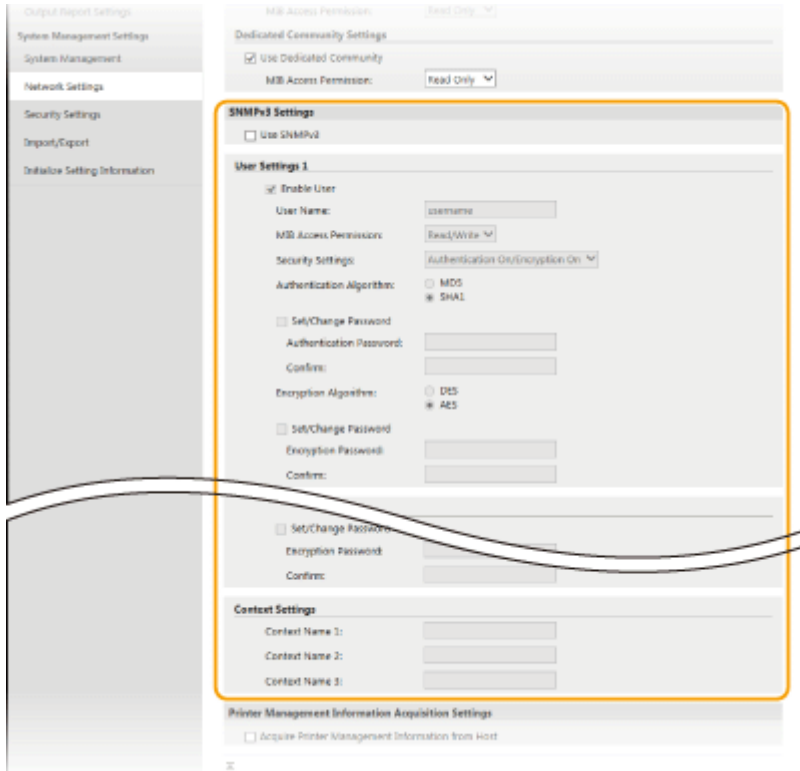 Output Report Settings
System Management Settings
System Management
Network Settings
Security Settings
Import/Export
Initialize Setting Information
MIB Access Permission: Read Only
Dedicated Community Settings
Use Dedicated Community
MIB Access Permission: Read Only
SNMPv3 Settings
Use SNMPv3
User Settings 1
Enable User
User Name: username
MIB Access Permission: Read/Write
Security Settings: Authentication On/Encryption On
Authentication Algorithm: MD5
SHA1
Set/Change Password
Authentication Password:
Confirm:
Encryption Algorithm: DES
AES
Set/Change Password
Encryption Password:
Confirm:
Set/Change Password
Encryption Password:
Confirm:
Context Settings
Context Name 1:
Context Name 2:
Context Name 3:
Printer Management Information Acquisition Settings
Acquire Printer Management Information from Host